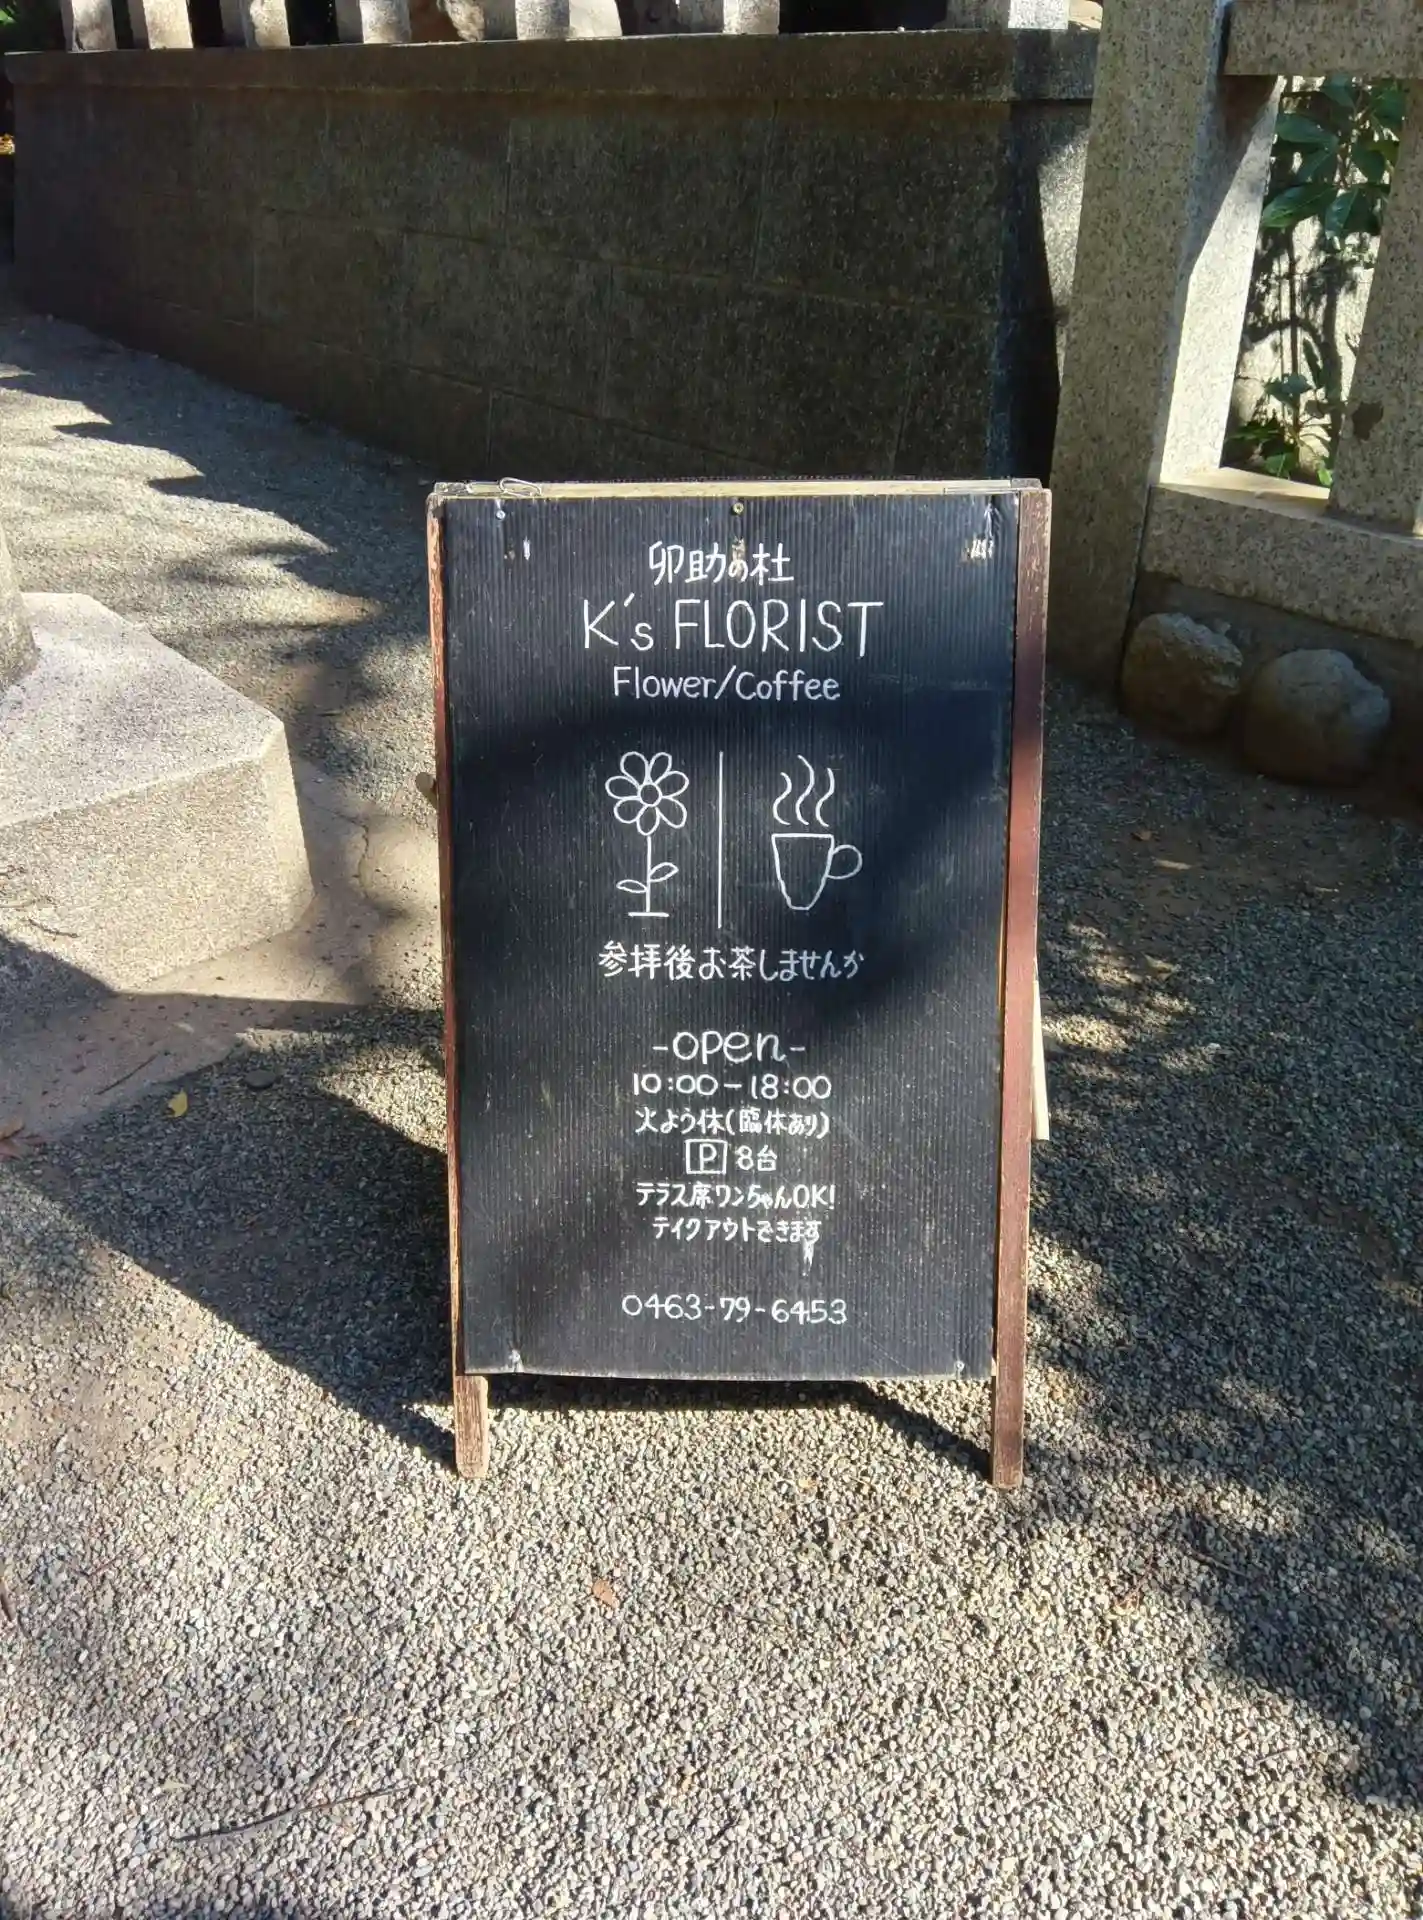 卯助の杜
K's FLORIST
Flower/Coffee
参拝後お茶しませんか
-open-
10:00-18:00
火よう休(臨休あり)
P 8台
テラス席ワンちゃんOK!
テイクアウトできます
0463-79-6453